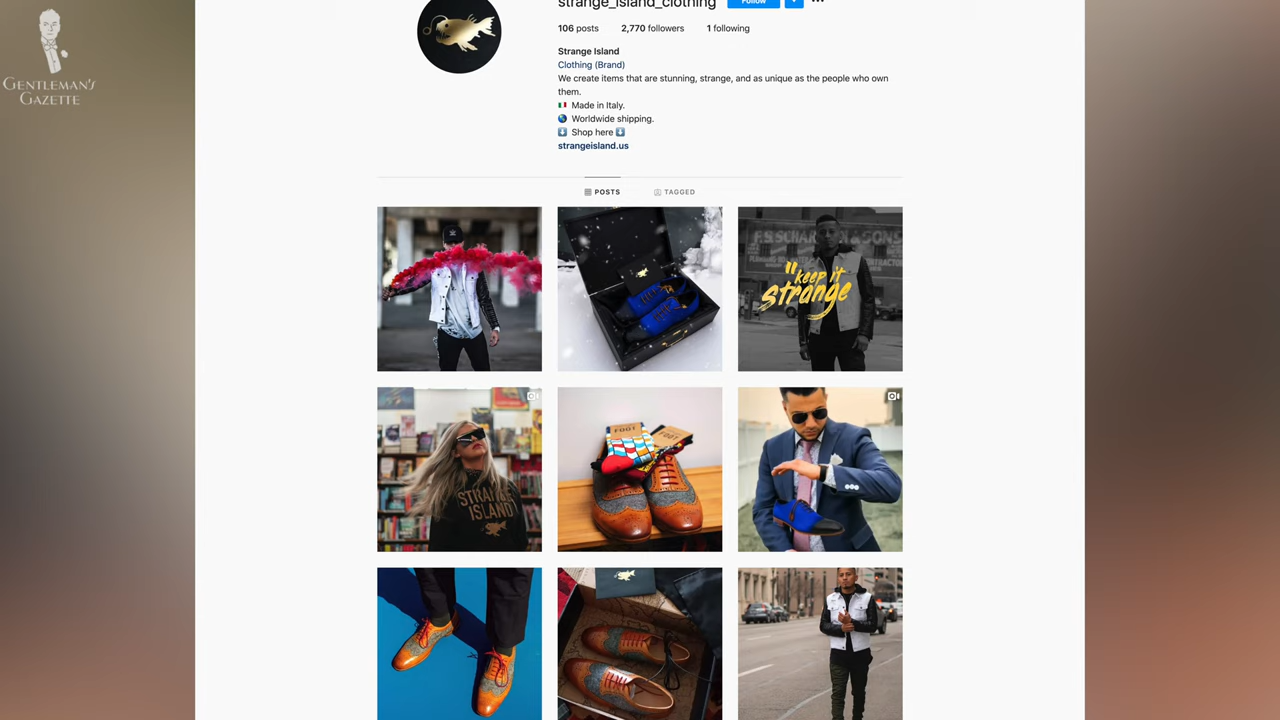 GENTLEMAN'S
GAZETTE
strange_island_clothing
Follow
106 posts 2,770 followers 1 following
Strange Island
Clothing (Brand)
We create items that are stunning, strange, and as unique as the people who own
them.
Made in Italy.
Worldwide shipping.
Shop here
strangeisland.us
POSTS TAGGED
"keep it
strange
STRANGE
ISLAND
FOOT